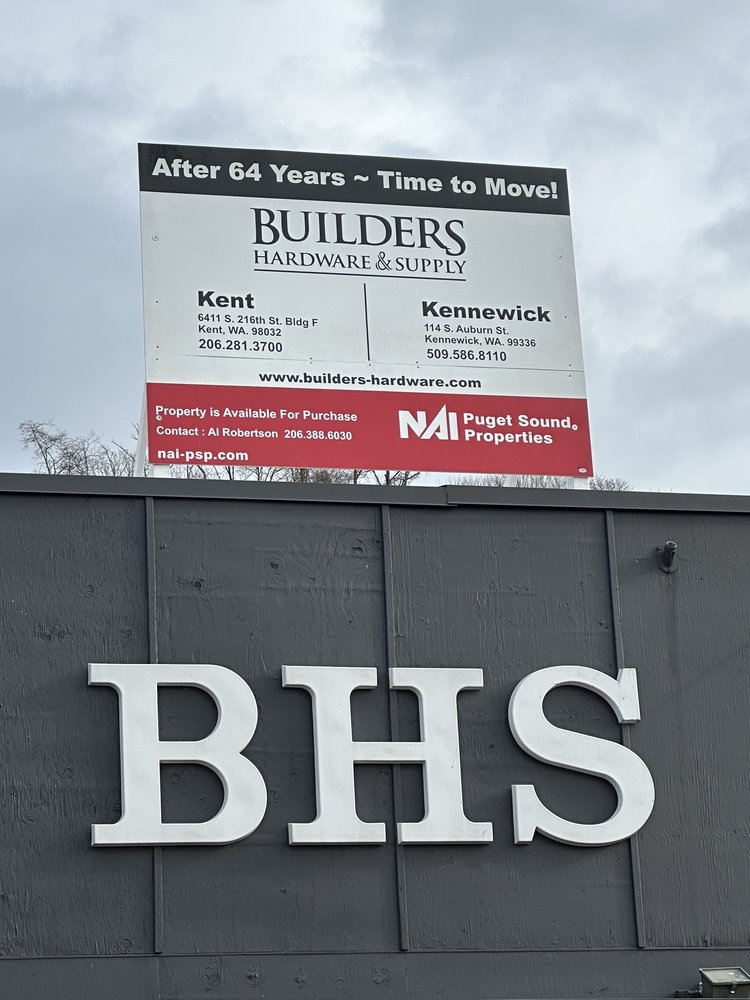 After 64 Years ~ Time to Move!
BUILDERS
HARDWARE & SUPPLY
Kent
6411 S. 216th St. Bldg F
Kent, WA. 98032
206.281.3700
Kennewick
114 S. Auburn St.
Kennewick, WA. 99336
509.586.8110
www.builders-hardware.com
Property is Available For Purchase
Contact : Al Robertson 206.388.6030
nai-psp.com
NAI Puget Sound
Properties
BHS